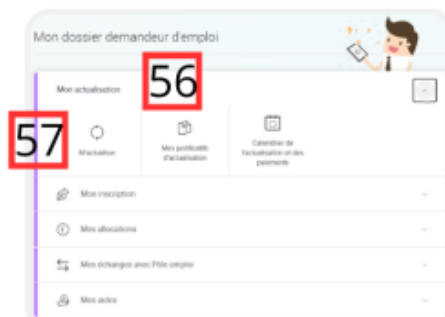 Mon dossier demandeur d'emploi
56
Mon actualisation
57
M'actualiser
Mes justificatifs
d'actualisation
Calendrier de
l'actualisation et des
paiements
Mon inscription
Mes allocations
Mes échanges avec Pôle emploi
Mes aides